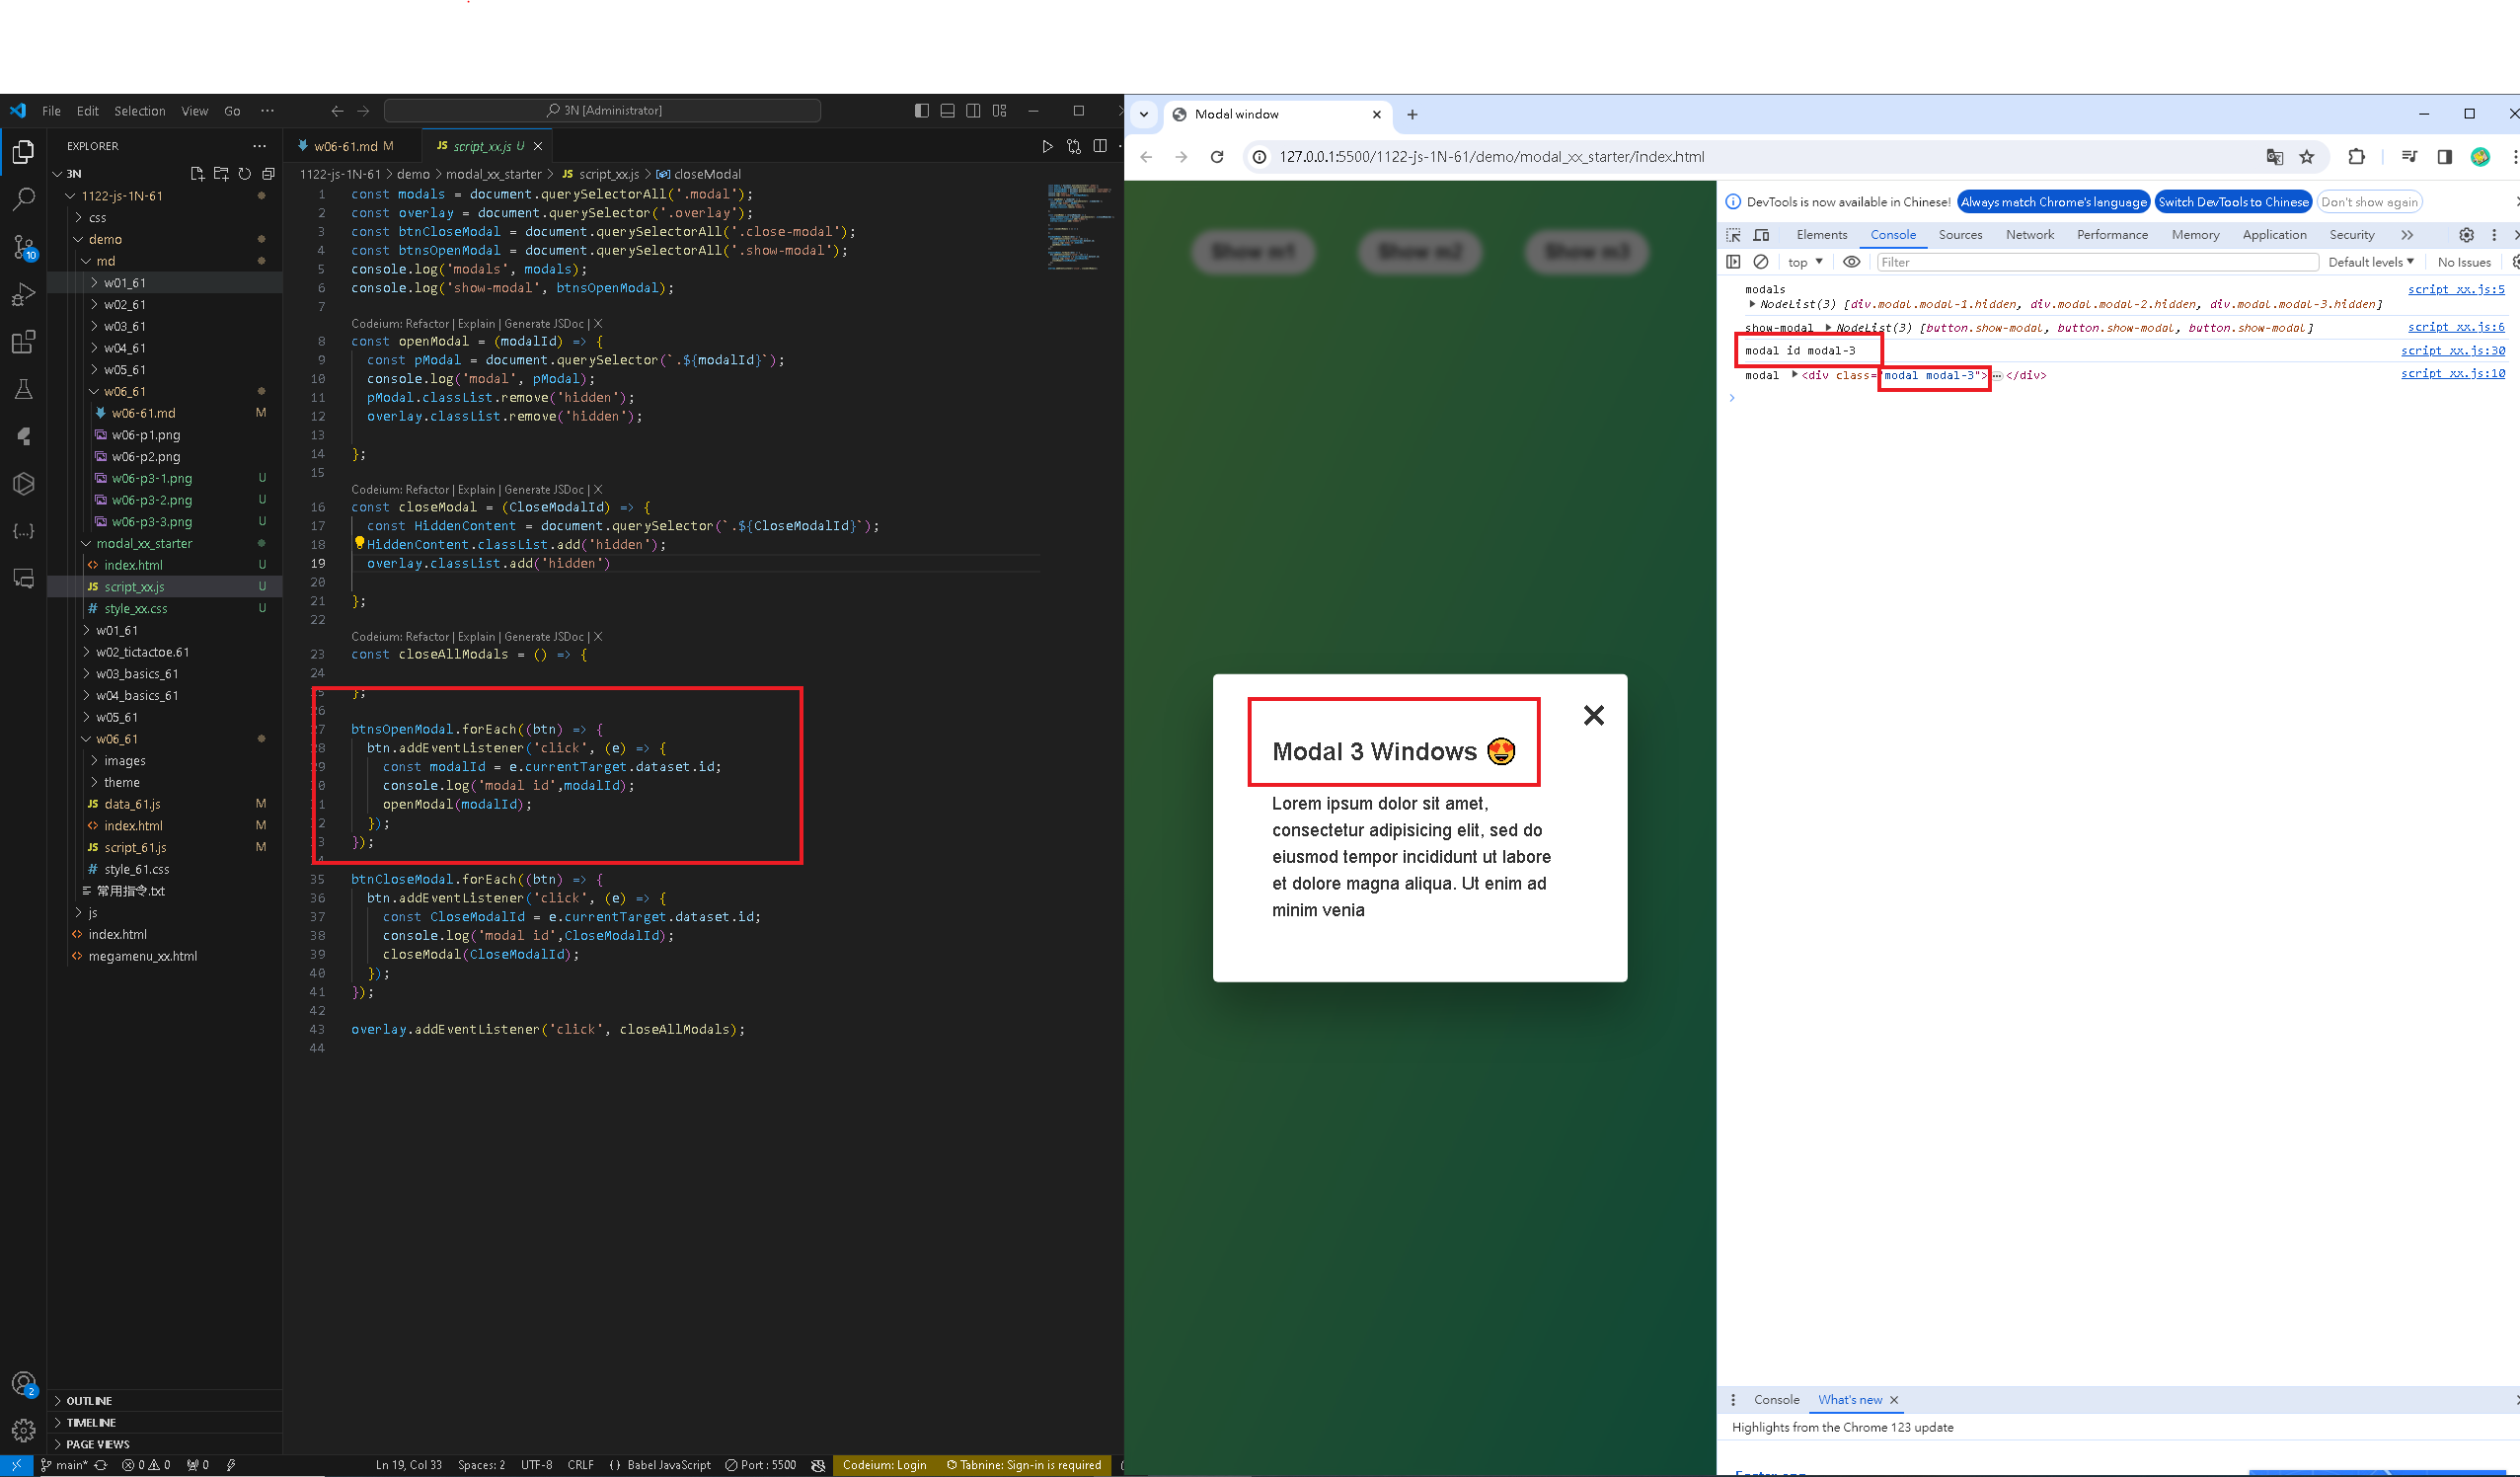 File Edit Selection View Go ··· 3N [Administrator]
EXPLORER ···
3N
1122-js-1N-61
css
demo
md
w01_61
w02_61
w03_61
w04_61
w05_61
w06_61
w06-61.md M
w06-p1.png
w06-p2.png
w06-p3-1.png U
w06-p3-2.png U
w06-p3-3.png U
modal_xx_starter
index.html U
script_xx.js U
style_xx.css U
w01_61
w02_tictactoe.61
w03_basics_61
w04_basics_61
w05_61
w06_61
images
theme
data_61.js M
index.html M
script_61.js M
style_61.css
常用指令.txt
js
index.html
megamenu_xx.html
OUTLINE
TIMELINE
PAGE VIEWS
10
2
w06-61.md M JS script_xx.js U
1122-js-1N-61 > demo > modal_xx_starter > JS script_xx.js > closeModal
1 const modals = document.querySelectorAll('.modal');
2 const overlay = document.querySelector('.overlay');
3 const btnCloseModal = document.querySelectorAll('.close-modal');
4 const btnsOpenModal = document.querySelectorAll('.show-modal');
5 console.log('modals', modals);
6 console.log('show-modal', btnsOpenModal);
7
Codeium: Refactor | Explain | Generate JSDoc | X
8 const openModal = (modalId) => {
9 const pModal = document.querySelector(`.${modalId}`);
10 console.log('modal', pModal);
11 pModal.classList.remove('hidden');
12 overlay.classList.remove('hidden');
13
14 };
15
Codeium: Refactor | Explain | Generate JSDoc | X
16 const closeModal = (CloseModalId) => {
17 const HiddenContent = document.querySelector(`.${CloseModalId}`);
18 HiddenContent.classList.add('hidden');
19 overlay.classList.add('hidden')
20
21 };
22
Codeium: Refactor | Explain | Generate JSDoc | X
23 const closeAllModals = () => {
24
25 };
26
27 btnsOpenModal.forEach((btn) => {
28 btn.addEventListener('click', (e) => {
29 const modalId = e.currentTarget.dataset.id;
30 console.log('modal id',modalId);
31 openModal(modalId);
32 });
33 });
34
35 btnCloseModal.forEach((btn) => {
36 btn.addEventListener('click', (e) => {
37 const CloseModalId = e.currentTarget.dataset.id;
38 console.log('modal id',CloseModalId);
39 closeModal(CloseModalId);
40 });
41 });
42
43 overlay.addEventListener('click', closeAllModals);
44
main* 0 0 0 Ln 19, Col 33 Spaces: 2 UTF-8 CRLF {} Babel JavaScript Port : 5500 Codeium: Login Tabnine: Sign-in is required
Modal window
127.0.0.1:5500/1122-js-1N-61/demo/modal_xx_starter/index.html
Show m1 Show m2 Show m3
Modal 3 Windows 😍
Lorem ipsum dolor sit amet,
consectetur adipisicing elit, sed do
eiusmod tempor incididunt ut labore
et dolore magna aliqua. Ut enim ad
minim venia
DevTools is now available in Chinese! Always match Chrome's language Switch DevTools to Chinese Don't show again
Elements Console Sources Network Performance Memory Application Security
top Filter Default levels No Issues
modals script_xx.js:5
NodeList(3) [div.modal.modal-1.hidden, div.modal.modal-2.hidden, div.modal.modal-3.hidden]
show-modal NodeList(3) [button.show-modal, button.show-modal, button.show-modal] script_xx.js:6
modal id modal-3 script_xx.js:30
modal <div class="modal modal-3">…</div> script_xx.js:10
Console What's new
Highlights from the Chrome 123 update